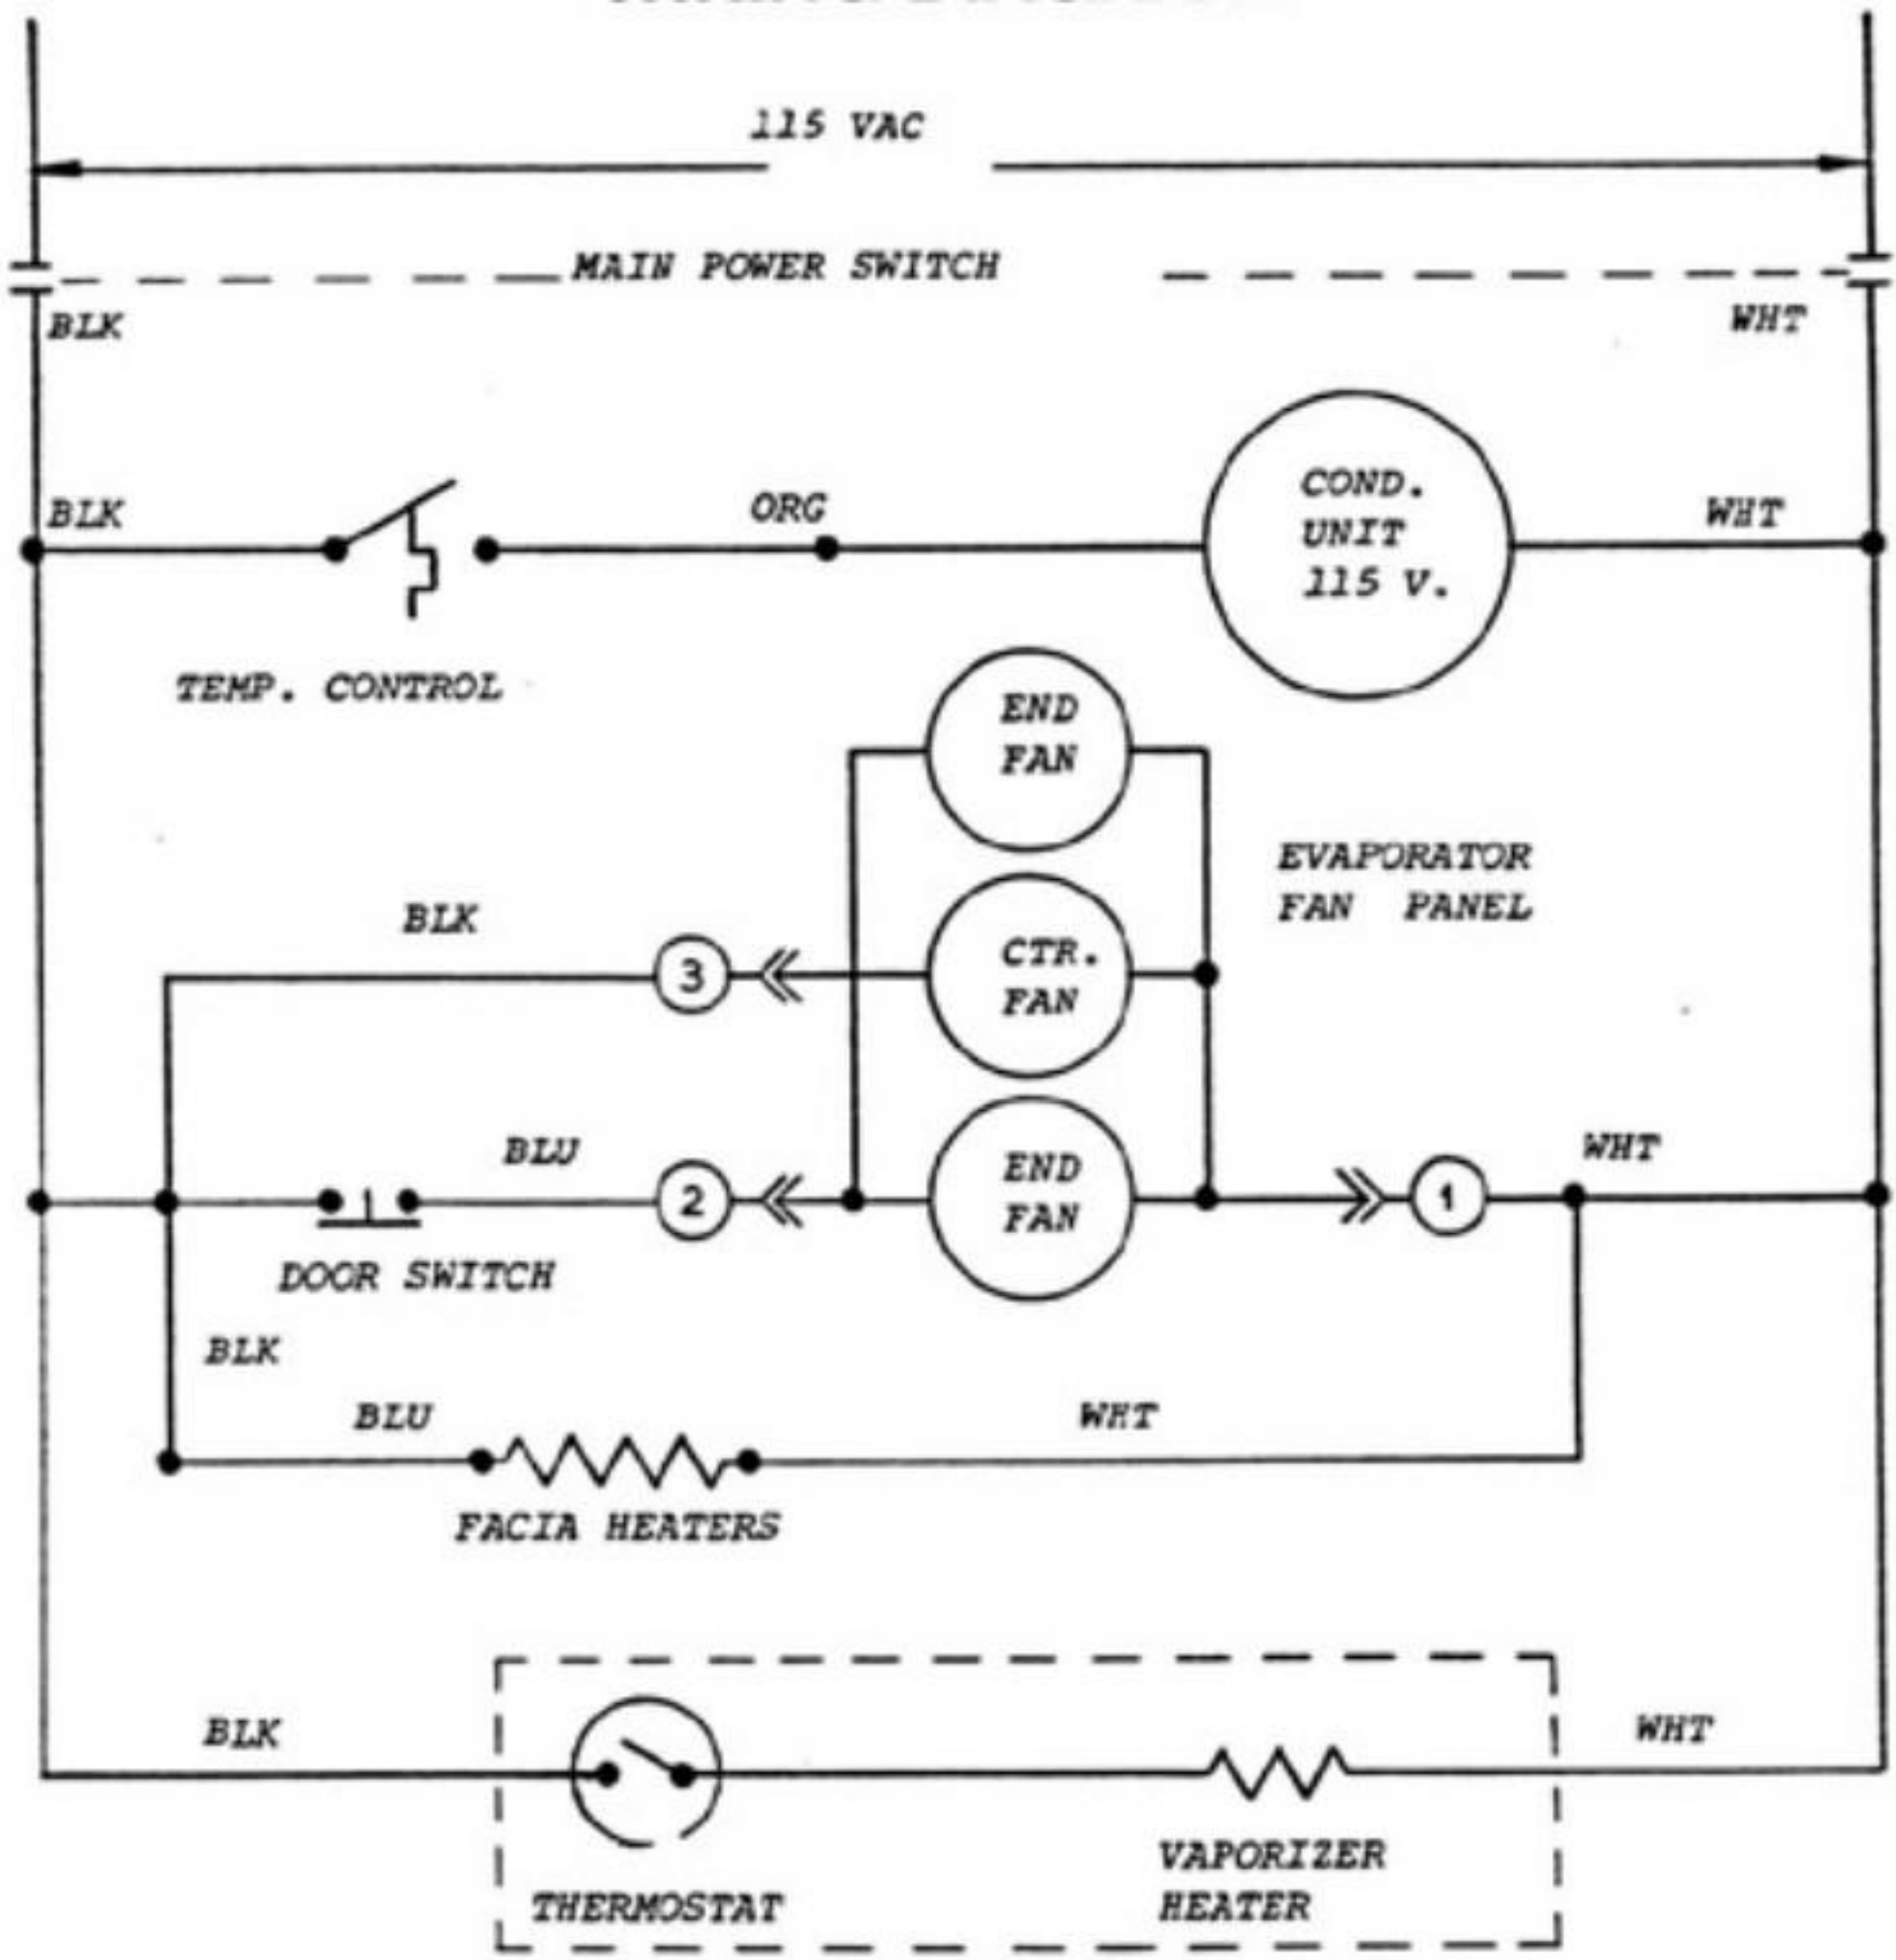 115 VAC
MAIN POWER SWITCH
BLK
WHT
BLK
ORG
COND.
UNIT
115 V.
WHT
TEMP. CONTROL
END
FAN
EVAPORATOR
FAN PANEL
BLK
3
CTR.
FAN
BLU
2
END
FAN
1
WHT
DOOR SWITCH
BLK
BLU
WHT
FACIA HEATERS
BLK
WHT
VAPORIZER
HEATER
THERMOSTAT